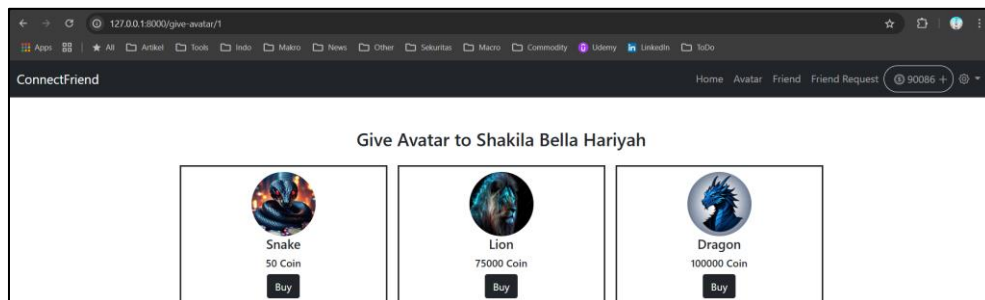 127.0.0.1:8000/give-avatar/1
Apps All Artikel Tools Indo Makro News Other Sekuritas Macro Commodity Udemy LinkedIn ToDo
ConnectFriend Home Avatar Friend Friend Request 90086 +
Give Avatar to Shakila Bella Hariyah
Snake Lion Dragon
50 Coin 75000 Coin 100000 Coin
Buy Buy Buy